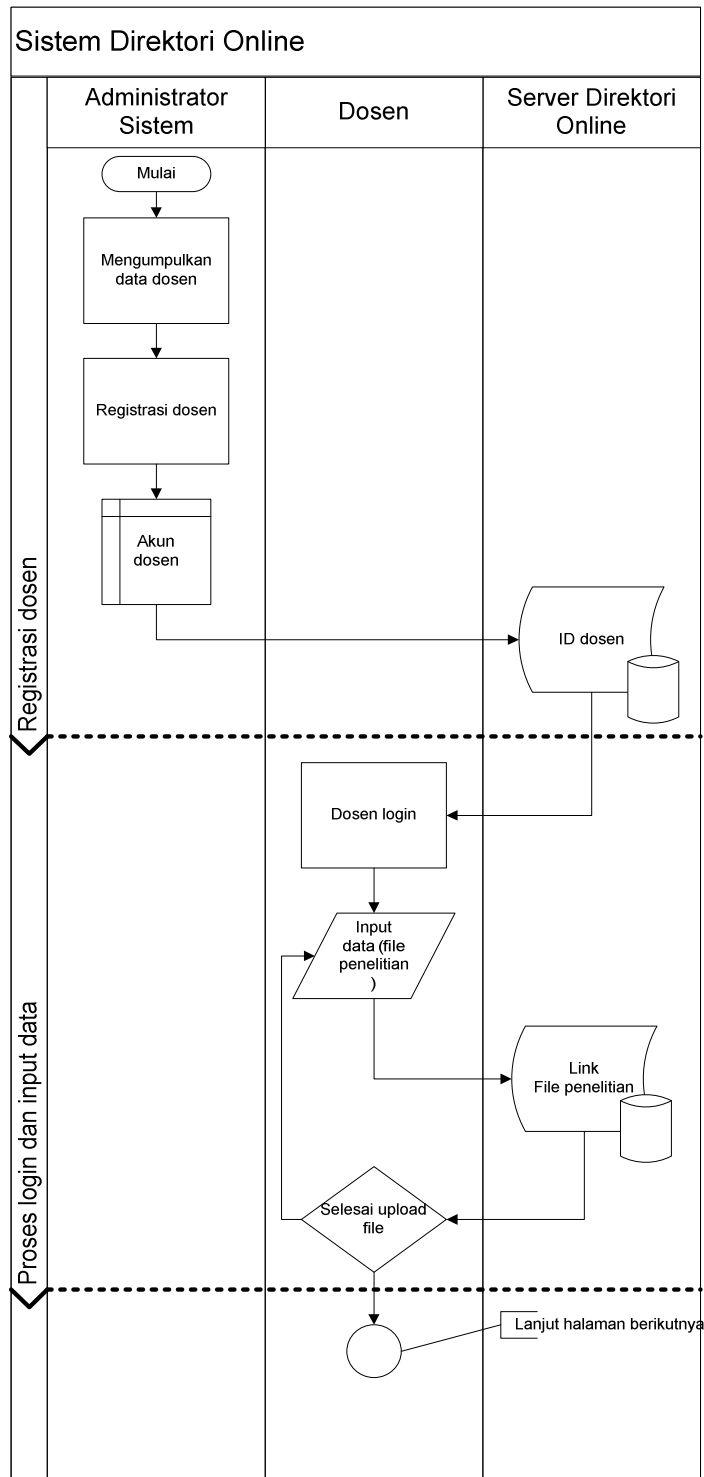 Sistem Direktori Online
Administrator
Sistem
Dosen
Server Direktori
Online
Mulai
Mengumpulkan
data dosen
Registrasi dosen
Akun
dosen
ID dosen
Registrasi dosen
Dosen login
Input
data (file
penelitian
)
Link
File penelitian
Selesai upload
file
Proses login dan input data
Lanjut halaman berikutnya